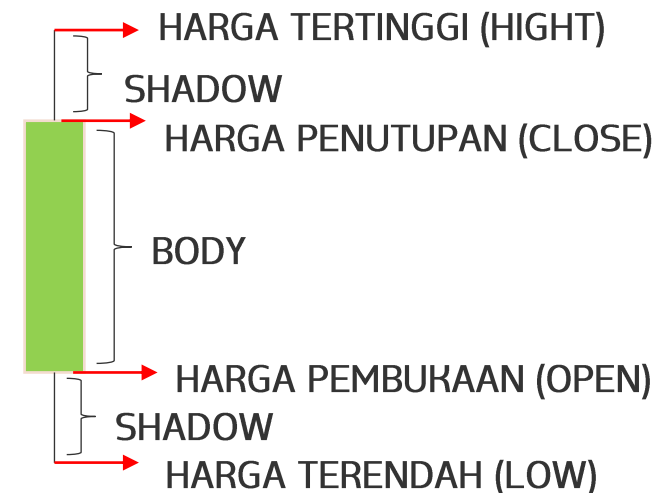 HARGA TERTINGGI (HIGHT)
SHADOW
HARGA PENUTUPAN (CLOSE)
BODY
HARGA PEMBUKAAN (OPEN)
SHADOW
HARGA TERENDAH (LOW)